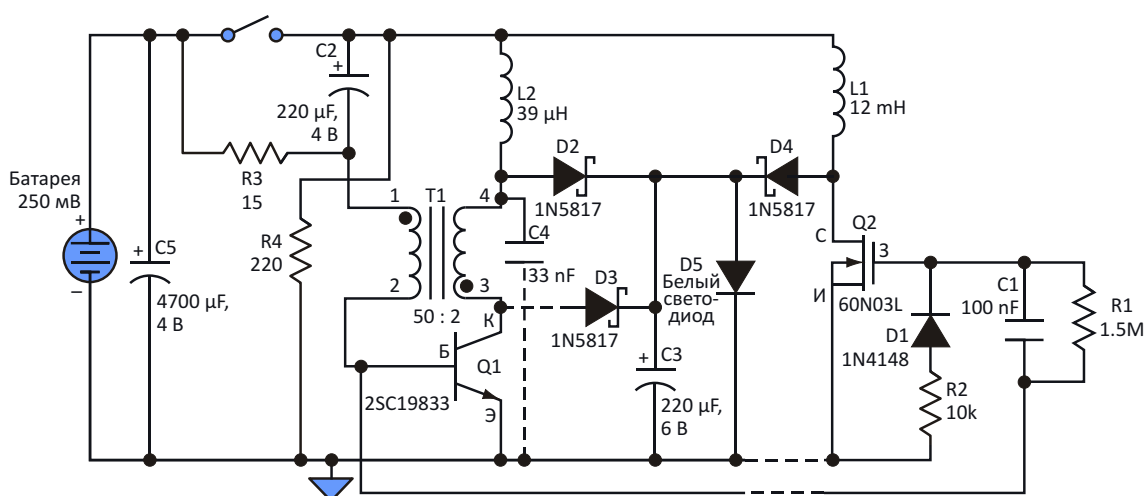 C2
+
220 µF,
4 В
L2
39 µH
L1
12 mH
Батарея
250 мВ
+
–
C5
+
4700 µF,
4 В
R3
15
R4
220
T1
1
2
4
3
50 : 2
D2
1N5817
D4
1N5817
C4
33 nF
D3
1N5817
D5
Белый
свето-
диод
Q2
С
З
И
60N03L
C1
100 nF
R1
1.5M
D1
1N4148
R2
10k
К
Б
Э
Q1
2SC19833
C3
+
220 µF,
6 В